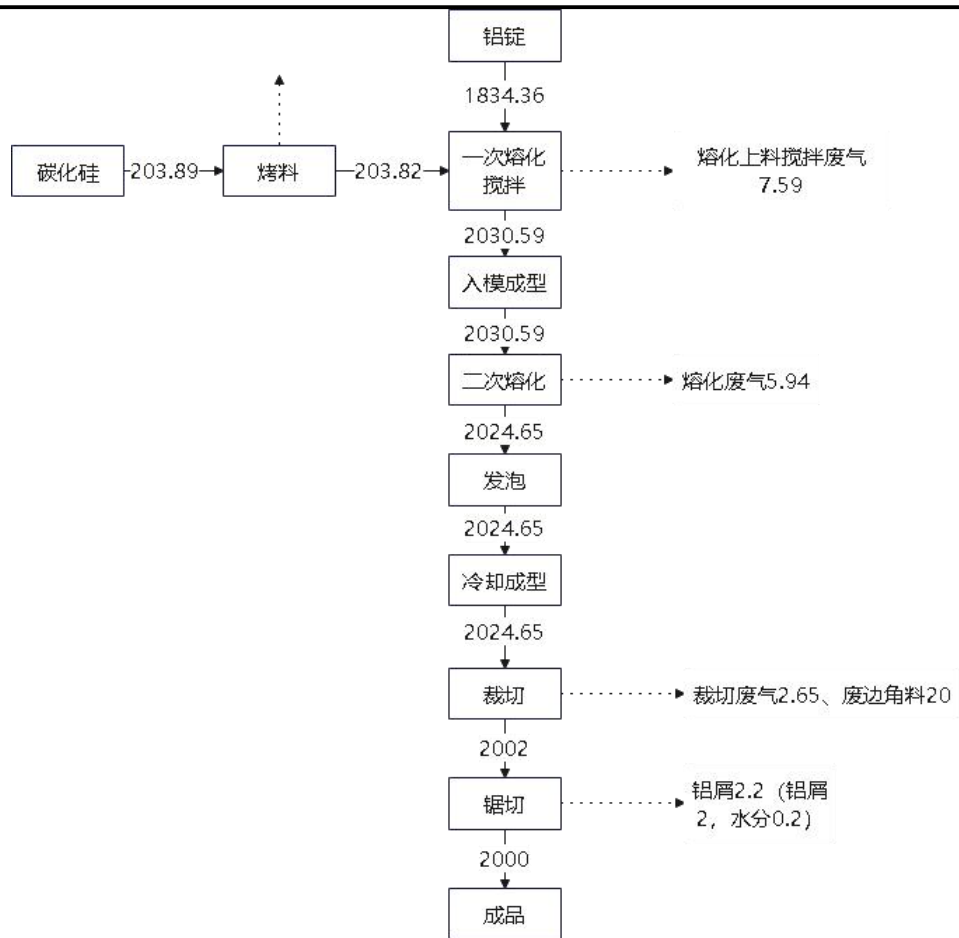 铝锭
1834.36
碳化硅
203.89
烤料
203.82
一次熔化
搅拌
熔化上料搅拌废气
7.59
2030.59
入模成型
2030.59
二次熔化
熔化废气5.94
2024.65
发泡
2024.65
冷却成型
2024.65
裁切
裁切废气2.65、废边角料20
2002
锯切
铝屑2.2（铝屑
2，水分0.2）
2000
成品